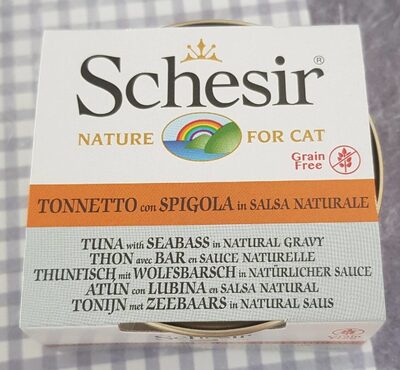 Schesir®
NATURE FOR CAT
Grain
Free
TONNETTO con SPIGOLA in SALSA NATURALE
TUNA with SEABASS in NATURAL GRAVY
THON avec BAR en SAUCE NATURELLE
THUNFISCH mit WOLFSBARSCH in NATÜRLICHER SAUCE
ATÚN con LUBINA en SALSA NATURAL
TONIJN met ZEEBAARS in NATURAL SAUS